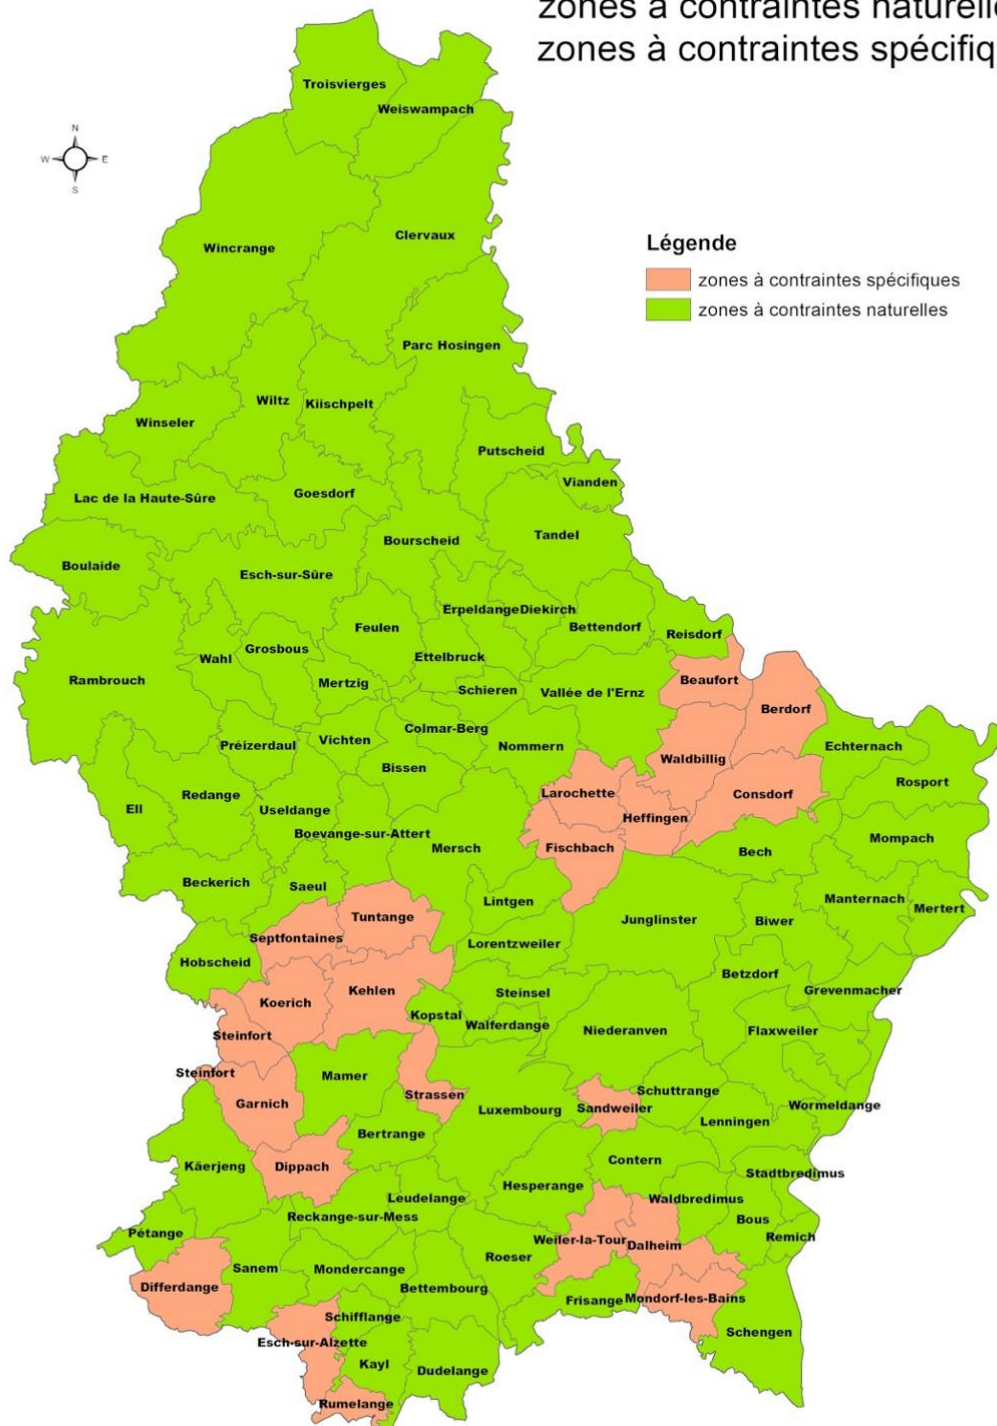 zones à contraintes naturelle
zones à contraintes spécifiq
N
W E
S
Légende
zones à contraintes spécifiques
zones à contraintes naturelles
Troisvierges
Weiswampach
Clervaux
Wincrange
Parc Hosingen
Wiltz
Kiischpelt
Winseler
Putscheid
Vianden
Goesdorf
Lac de la Haute-Sûre
Tandel
Bourscheid
Boulaide
Esch-sur-Sûre
Erpeldange
Diekirch
Feulen
Bettendorf
Reisdorf
Grosbous
Ettelbruck
Wahl
Rambrouch
Mertzig
Schieren
Vallée de l'Ernz
Beaufort
Berdorf
Colmar-Berg
Vichten
Préizerdaul
Nommern
Echternach
Waldbillig
Bissen
Rosport
Redange
Larochette
Consdorf
Ell
Useldange
Heffingen
Boevange-sur-Attert
Mompach
Mersch
Fischbach
Bech
Beckerich
Saeul
Manternach
Lintgen
Mertert
Tuntange
Junglinster
Biwer
Septfontaines
Lorentzweiler
Hobscheid
Betzdorf
Kehlen
Steinsel
Grevenmacher
Koerich
Kopstal
Walferdange
Niederanven
Flaxweiler
Steinfort
Steinfort
Mamer
Schuttrange
Strassen
Garnich
Luxembourg
Sandweiler
Wormeldange
Lenningen
Bertrange
Contern
Käerjeng
Dippach
Stadtbredimus
Hesperange
Leudelange
Waldbredimus
Reckange-sur-Mess
Bous
Pétange
Remich
Weiler-la-Tour
Dalheim
Roeser
Sanem
Mondercange
Differdange
Bettembourg
Frisange
Mondorf-les-Bains
Schifflange
Schengen
Esch-sur-Alzette
Kayl
Dudelange
Rumelange